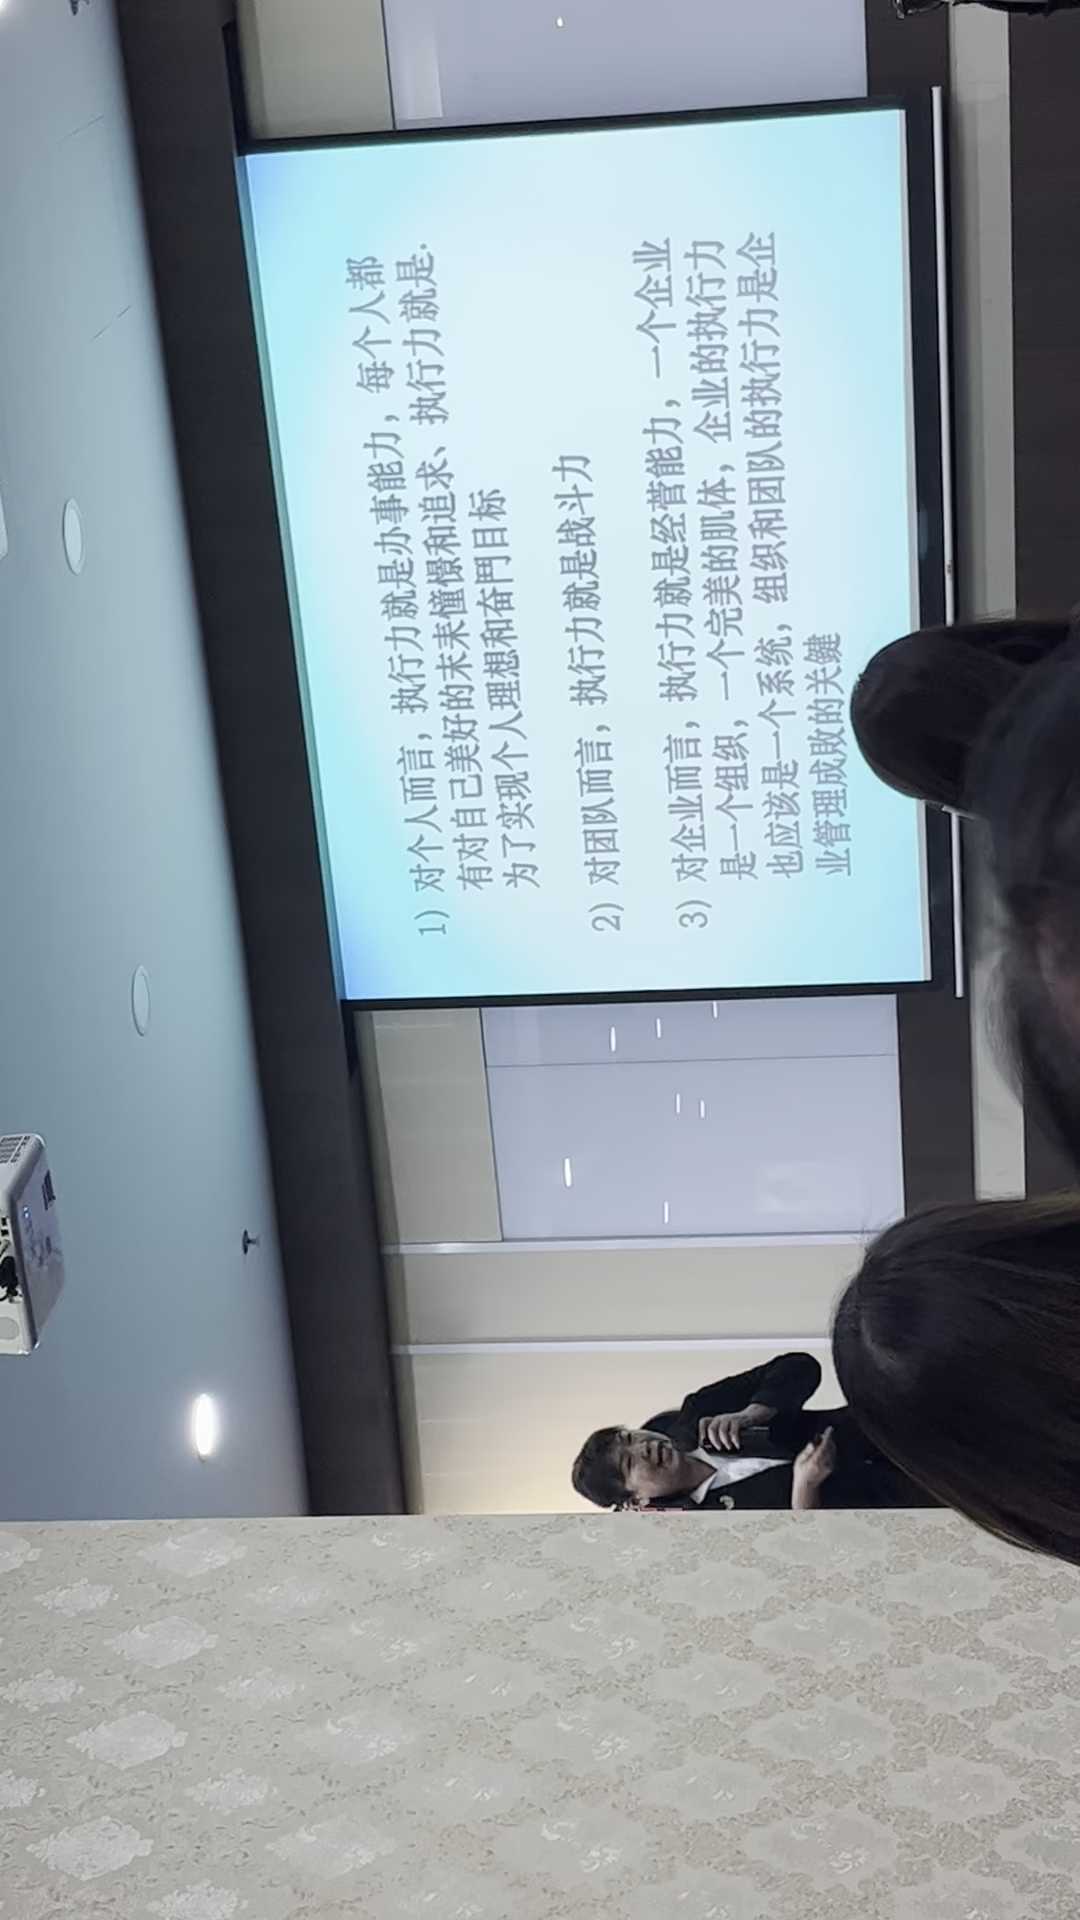 1）对个人而言，执行力就是办事能力，每个人都
有对自己美好的未来憧憬和追求、执行力就是.
为了实现个人理想和奋鬥目标
2）对团队而言，执行力就是战斗力
3）对企业而言，执行力就是经营能力，一个企业
是一个组织，一个完美的肌体，企业的执行力
也应该是一个系统，组织和团队的执行力是企
业管理成败的关鍵